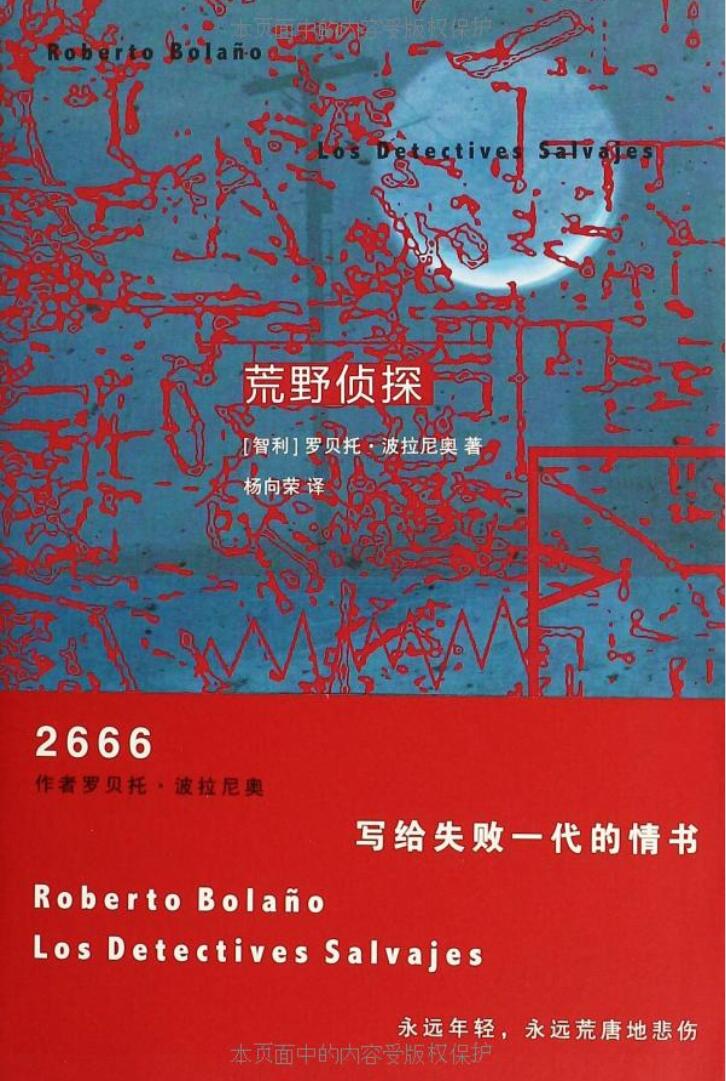 本页面中的内容受版权保护
Roberto Bolaño
Los Detectives Salvajes
荒野侦探
[智利] 罗贝托·波拉尼奥 著
杨向荣 译
2666
作者罗贝托·波拉尼奥
写给失败一代的情书
Roberto Bolaño
Los Detectives Salvajes
永远年轻，永远荒唐地悲伤
本页面中的内容受版权保护